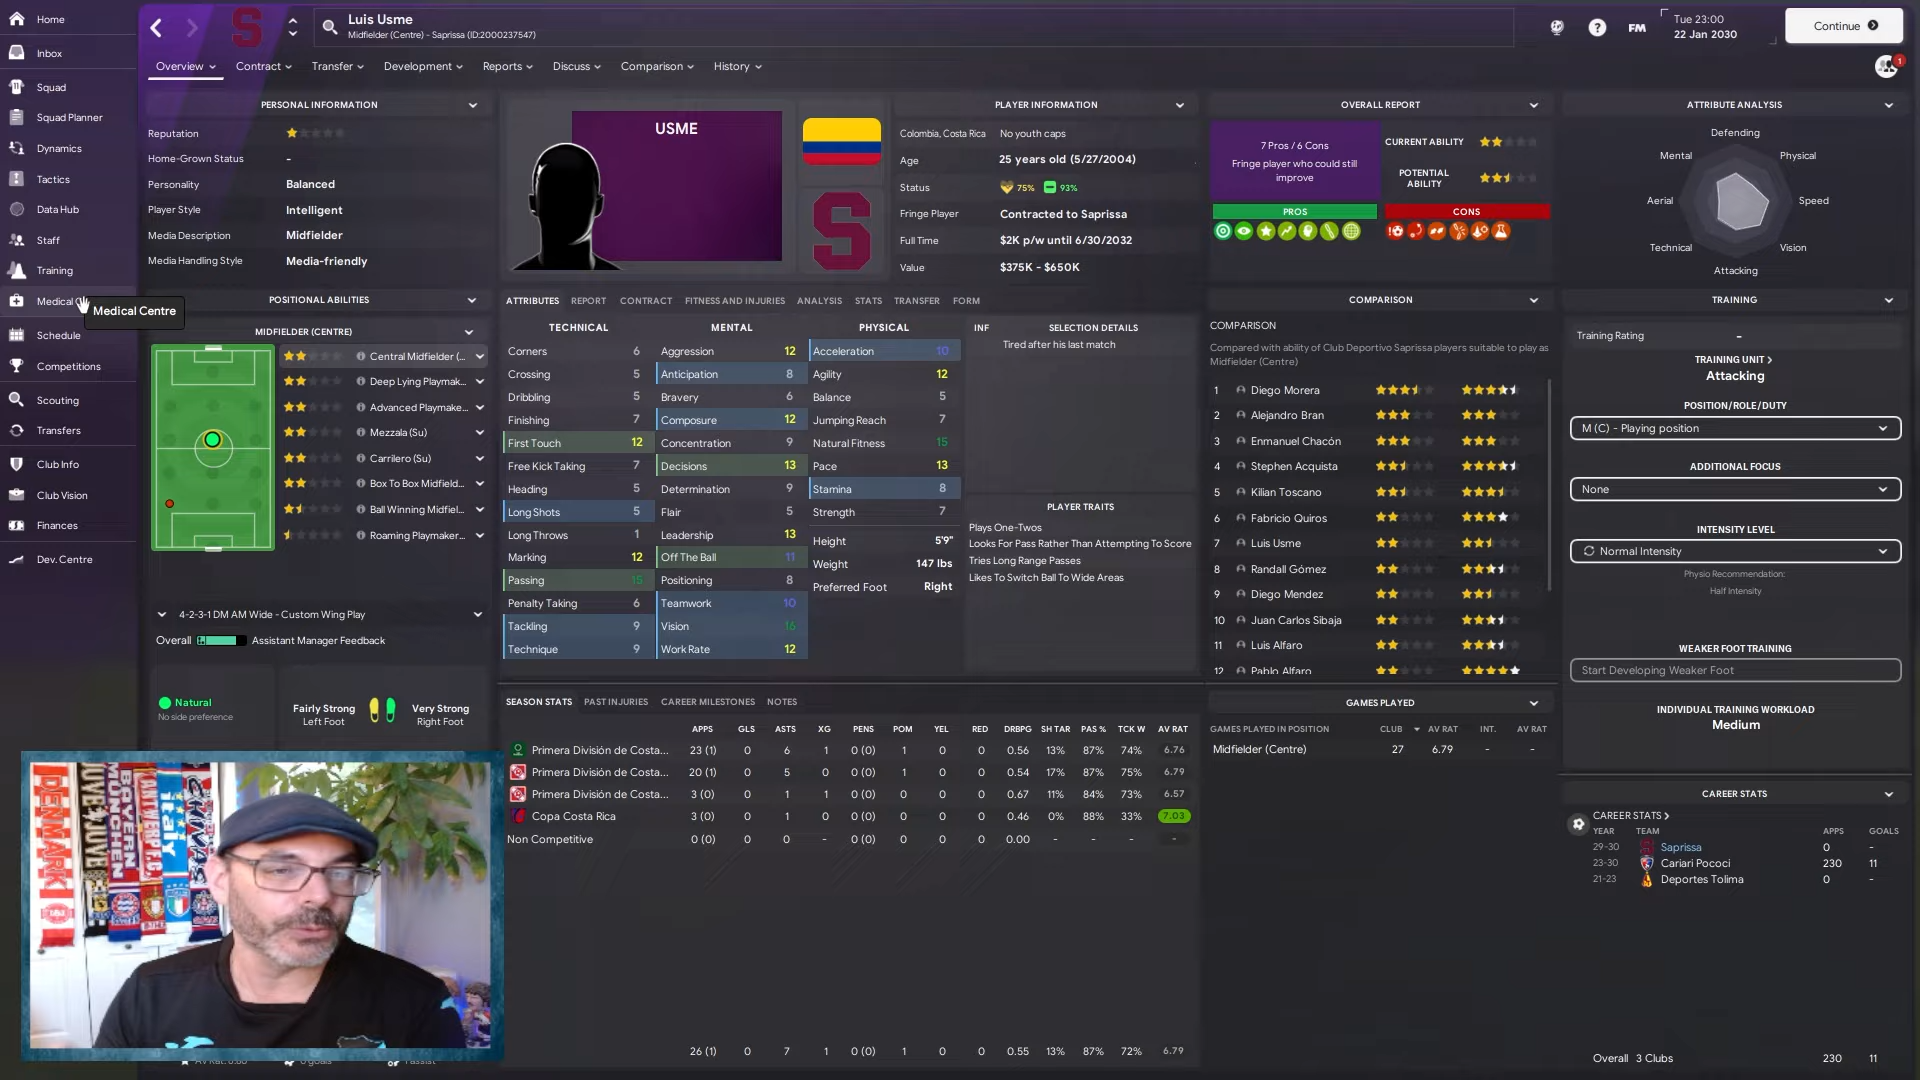 Home
Inbox
Squad
Squad Planner
Dynamics
Tactics
Data Hub
Staff
Training
Medical C
Medical Centre
Schedule
Competitions
Scouting
Transfers
Club Info
Club Vision
Finances
Dev. Centre
Luis Usme
Midfielder (Centre) - Saprissa (ID:2000237547)
FM
Tue 23:00
22 Jan 2030
Continue
1
Overview Contract Transfer Development Reports Discuss Comparison History
PERSONAL INFORMATION
Reputation
Home-Grown Status -
Personality Balanced
Player Style Intelligent
Media Description Midfielder
Media Handling Style Media-friendly
POSITIONAL ABILITIES
MIDFIELDER (CENTRE)
Central Midfielder (...
Deep Lying Playmak...
Advanced Playmake...
Mezzala (Su)
Carrilero (Su)
Box To Box Midfield...
Ball Winning Midfiel...
Roaming Playmaker...
4-2-3-1 DM AM Wide - Custom Wing Play
Overall Assistant Manager Feedback
Natural
No side preference
Fairly Strong
Left Foot
Very Strong
Right Foot
USME
PLAYER INFORMATION
Colombia, Costa Rica No youth caps
Age 25 years old (5/27/2004)
Status 75% 93%
Fringe Player Contracted to Saprissa
Full Time $2K p/w until 6/30/2032
Value $375K - $650K
ATTRIBUTES REPORT CONTRACT FITNESS AND INJURIES ANALYSIS STATS TRANSFER FORM
TECHNICAL
Corners 6
Crossing 5
Dribbling 5
Finishing 7
First Touch 12
Free Kick Taking 7
Heading 5
Long Shots 5
Long Throws 1
Marking 12
Passing 15
Penalty Taking 6
Tackling 9
Technique 9
MENTAL
Aggression 12
Anticipation 8
Bravery 6
Composure 12
Concentration 9
Decisions 13
Determination 9
Flair 5
Leadership 13
Off The Ball 11
Positioning 8
Teamwork 10
Vision 16
Work Rate 12
PHYSICAL
Acceleration 10
Agility 12
Balance 5
Jumping Reach 7
Natural Fitness 15
Pace 13
Stamina 8
Strength 7
Height 5'9"
Weight 147 lbs
Preferred Foot Right
INF SELECTION DETAILS
Tired after his last match
PLAYER TRAITS
Plays One-Twos
Looks For Pass Rather Than Attempting To Score
Tries Long Range Passes
Likes To Switch Ball To Wide Areas
SEASON STATS PAST INJURIES CAREER MILESTONES NOTES
APPS GLS ASTS XG PENS POM YEL RED DRBPG SH TAR PAS % TCK W AV RAT
Primera División de Costa... 23 (1) 0 6 1 0 (0) 1 0 0 0.56 13% 87% 74% 6.76
Primera División de Costa... 20 (1) 0 5 0 0 (0) 1 0 0 0.54 17% 87% 75% 6.79
Primera División de Costa... 3 (0) 0 1 1 0 (0) 0 0 0 0.67 11% 84% 73% 6.57
Copa Costa Rica 3 (0) 0 1 0 0 (0) 0 0 0 0.46 0% 88% 33% 7.03
Non Competitive 0 (0) 0 0 - 0 (0) 0 0 0 0.00 - - - -
26 (1) 0 7 1 0 (0) 1 0 0 0.55 13% 87% 72% 6.79
OVERALL REPORT
7 Pros / 6 Cons
Fringe player who could still
improve
CURRENT ABILITY
POTENTIAL
ABILITY
PROS CONS
COMPARISON
COMPARISON
Compared with ability of Club Deportivo Saprissa players suitable to play as
Midfielder (Centre)
1 Diego Morera
2 Alejandro Bran
3 Enmanuel Chacón
4 Stephen Acquista
5 Kilian Toscano
6 Fabricio Quiros
7 Luis Usme
8 Randall Gómez
9 Diego Mendez
10 Juan Carlos Sibaja
11 Luis Alfaro
12 Pablo Alfaro
GAMES PLAYED
GAMES PLAYED IN POSITION CLUB AV RAT INT. AV RAT
Midfielder (Centre) 27 6.79 - -
ATTRIBUTE ANALYSIS
Defending
Mental Physical
Aerial Speed
Technical Vision
Attacking
TRAINING
Training Rating -
TRAINING UNIT
Attacking
POSITION/ROLE/DUTY
M (C) - Playing position
ADDITIONAL FOCUS
None
INTENSITY LEVEL
Normal Intensity
Physio Recommendation:
Half Intensity
WEAKER FOOT TRAINING
Start Developing Weaker Foot
INDIVIDUAL TRAINING WORKLOAD
Medium
CAREER STATS
CAREER STATS
YEAR TEAM APPS GOALS
29-30 Saprissa 0 -
23-30 Cariari Pococi 230 11
21-23 Deportes Tolima 0 -
Overall 3 Clubs 230 11
DENMARK
BAYERN
MÜNCHEN
Italy